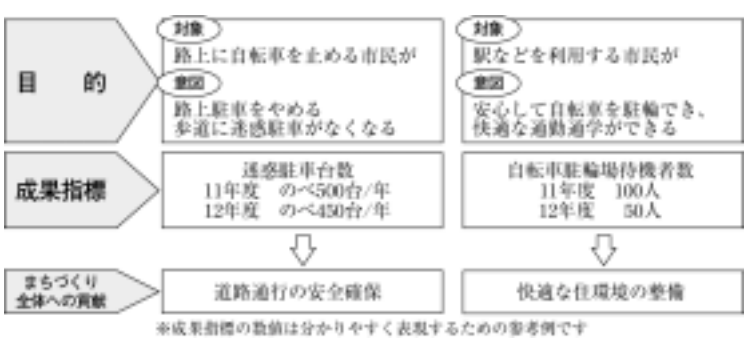 目的
対象
路上に自転車を止める市民が
意図
路上駐車をやめる
歩道に迷惑駐車がなくなる
対象
駅などを利用する市民が
意図
安心して自転車を駐輪でき、
快適な通勤通学ができる
成果指標
迷惑駐車台数
11年度 のべ500台/年
12年度 のべ450台/年
自転車駐輪場待機者数
11年度 100人
12年度 50人
まちづくり
全体への貢献
道路通行の安全確保
快適な住環境の整備
※成果指標の数値は分かりやすく表現するための参考例です